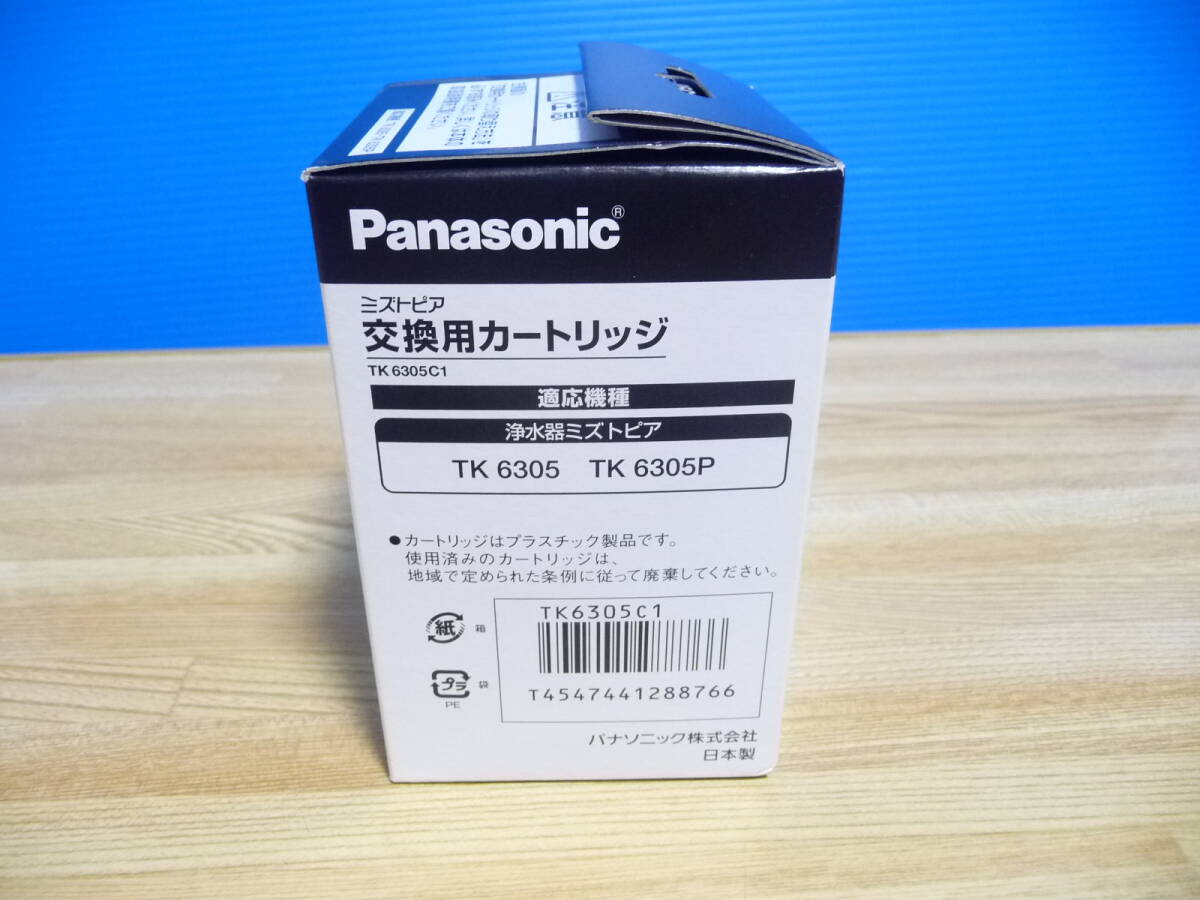 Panasonic®
ミズトピア
交換用カートリッジ
TK 6305C1
適応機種
浄水器ミズトピア
TK 6305 TK 6305P
●カートリッジはプラスチック製品です。
使用済みのカートリッジは、
地域で定められた条例に従って廃棄してください。
紙 箱
プラ 袋
PE
TK6305C1
T4547441288766
パナソニック株式会社
日本製